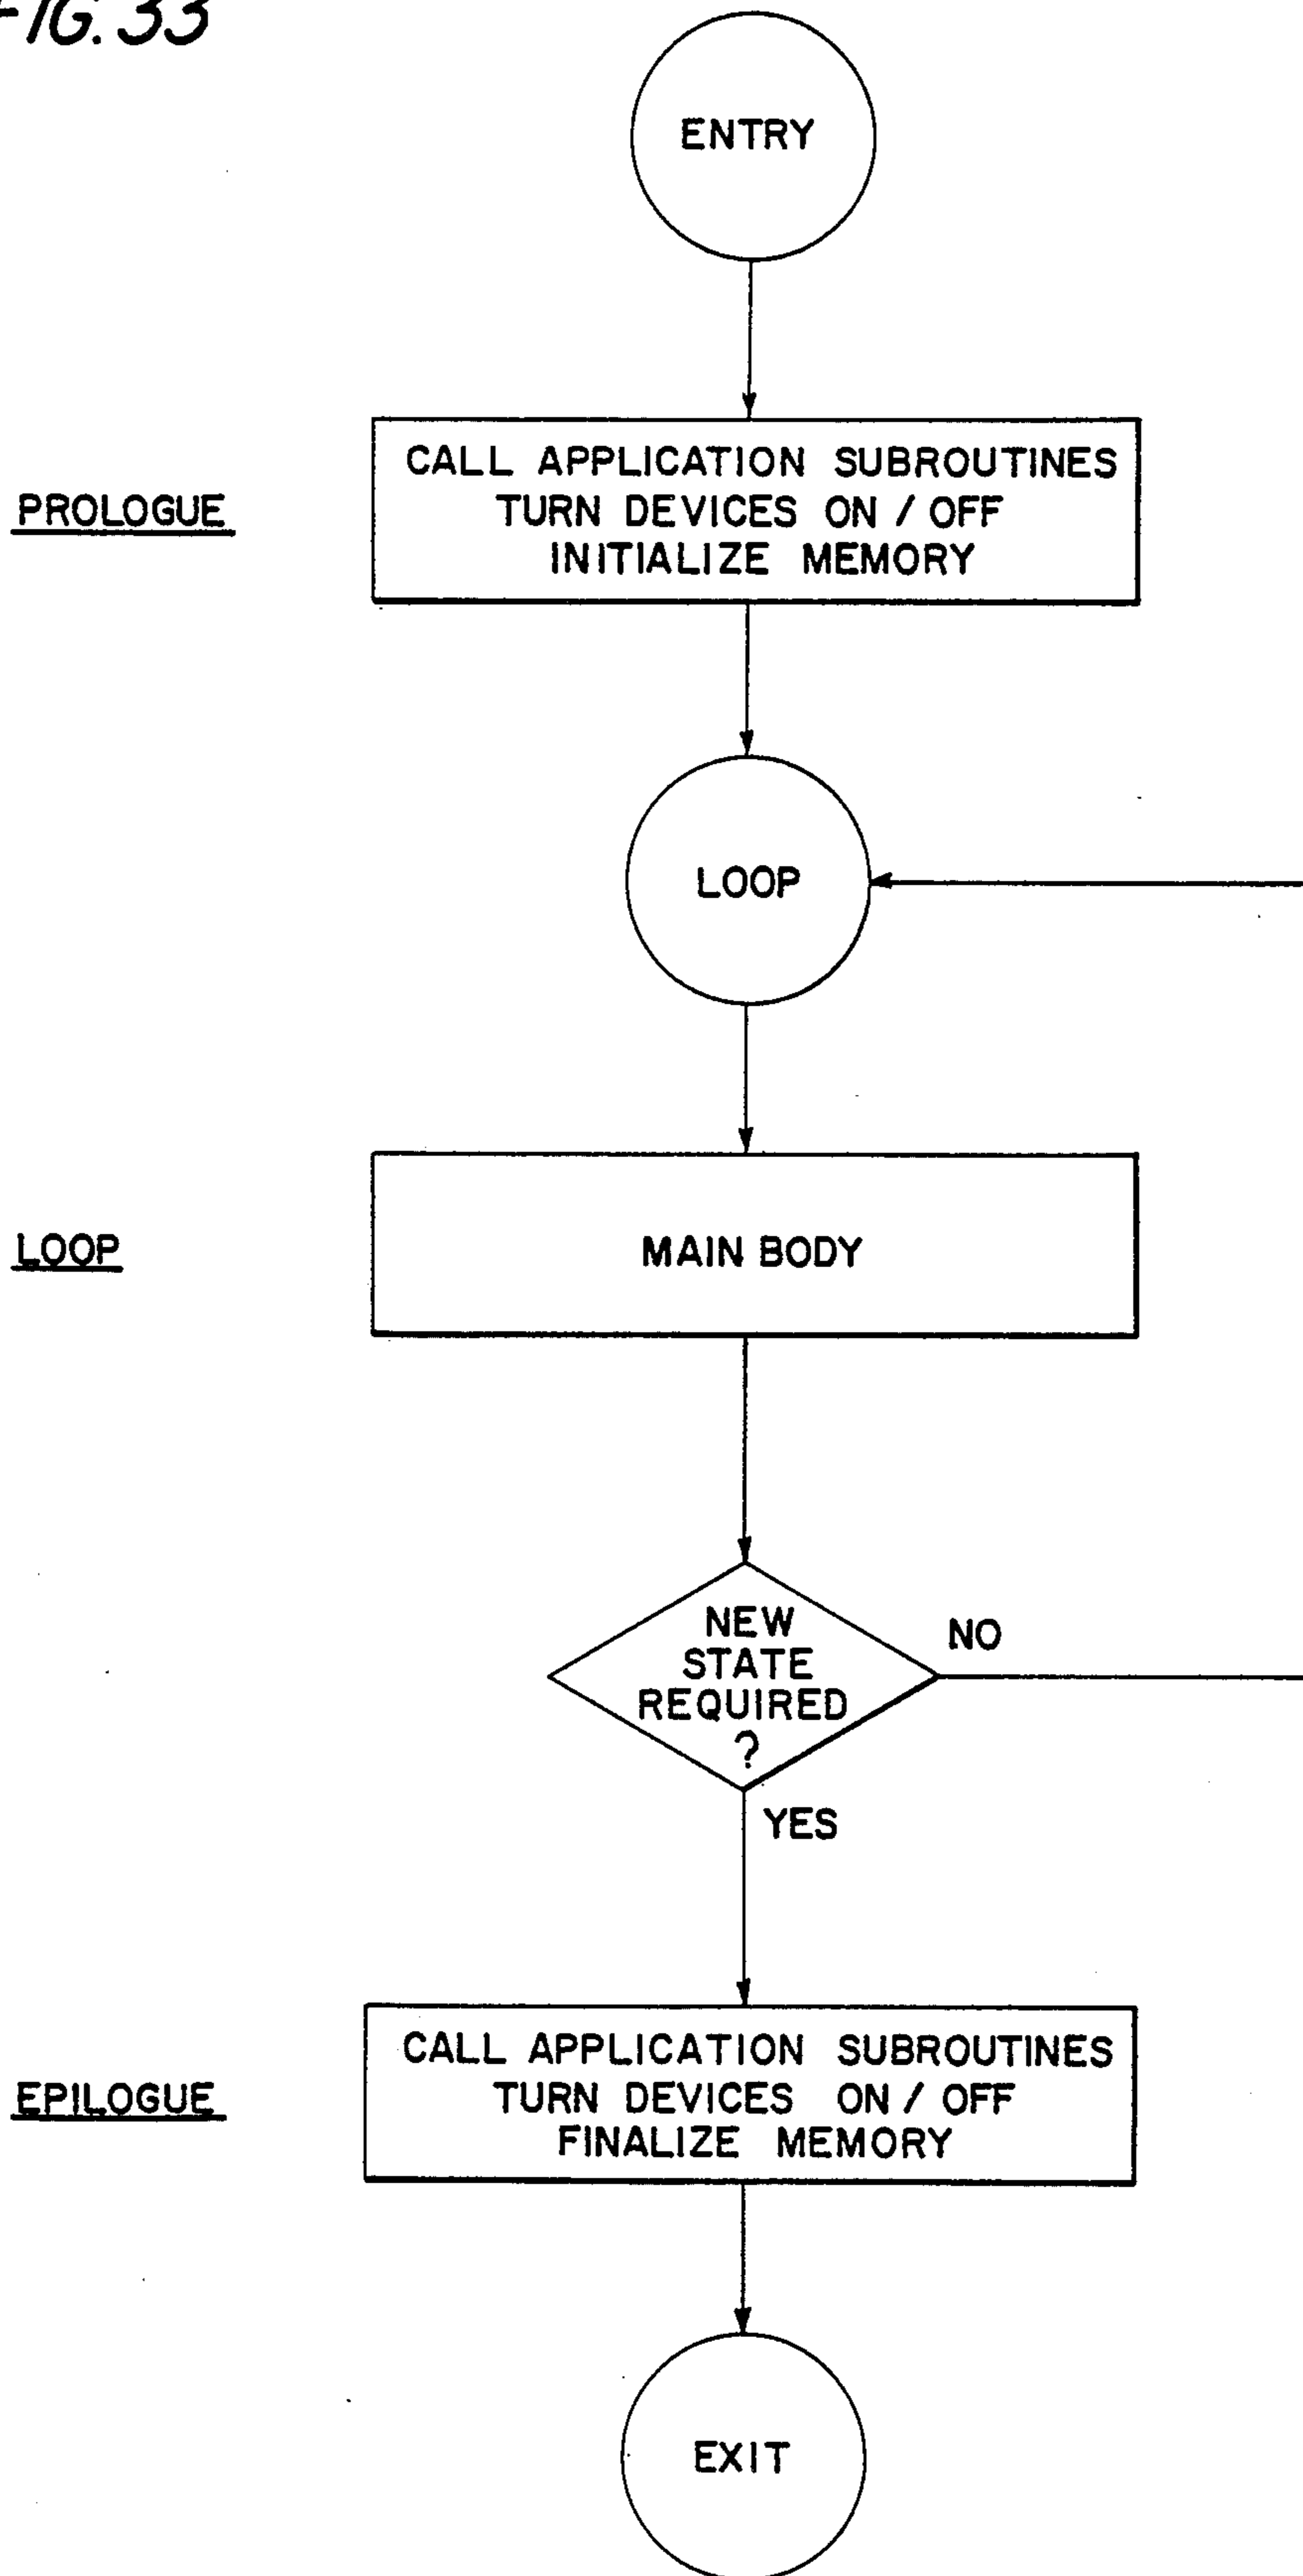 FIG. 33
ENTRY
PROLOGUE
CALL APPLICATION SUBROUTINES
TURN DEVICES ON / OFF
INITIALIZE MEMORY
LOOP
LOOP
MAIN BODY
NEW
STATE
REQUIRED
?
NO
YES
EPILOGUE
CALL APPLICATION SUBROUTINES
TURN DEVICES ON / OFF
FINALIZE MEMORY
EXIT